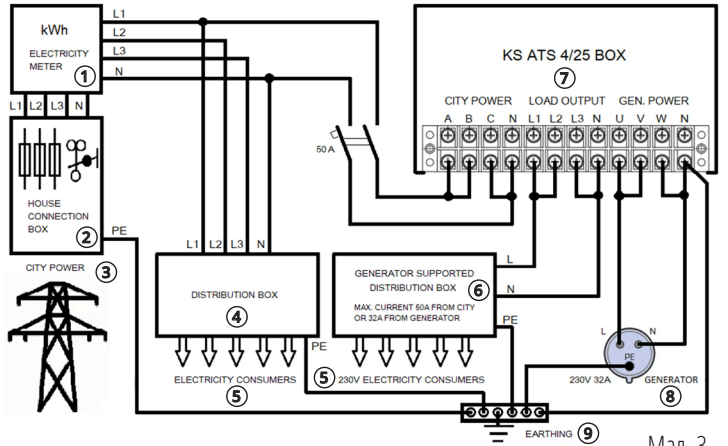 L1
L2
L3
N
kWh
ELECTRICITY
METER
1
L1 L2 L3 N
HOUSE
CONNECTION
BOX
2
PE
CITY POWER
3
50 A
KS ATS 4/25 BOX
7
CITY POWER LOAD OUTPUT GEN. POWER
A B C N L1 L2 L3 N U V W N
L1 L2 L3 N
DISTRIBUTION BOX
4
PE
ELECTRICITY CONSUMERS
5
GENERATOR SUPPORTED
DISTRIBUTION BOX
6
MAX. CURRENT 50A FROM CITY
OR 32A FROM GENERATOR
L
N
PE
5
230V ELECTRICITY CONSUMERS
L N
PE
230V 32A
GENERATOR
8
EARTHING
9
Мал. 3